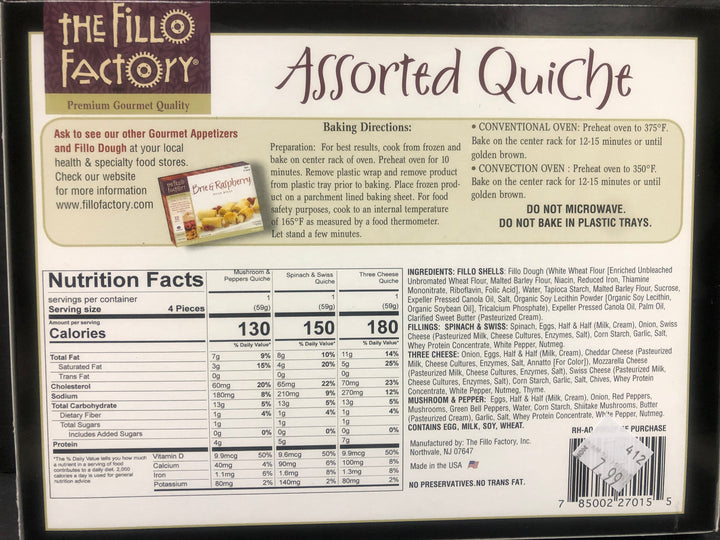 THE FILLO
FACTORY®
Premium Gourmet Quality
Assorted Quiche
Ask to see our other Gourmet Appetizers
and Fillo Dough at your local
health & specialty food stores.
Check our website
for more information
www.fillofactory.com
THE FILLO
FACTORY
Brie & Raspberry
Baking Directions:
Preparation: For best results, cook from frozen and
bake on center rack of oven. Preheat oven for 10
minutes. Remove plastic wrap and remove product
from plastic tray prior to baking. Place frozen prod-
uct on a parchment lined baking sheet. For food
safety purposes, cook to an internal temperature
of 165°F as measured by a food thermometer.
Let stand a few minutes.
• CONVENTIONAL OVEN: Preheat oven to 375°F.
Bake on the center rack for 12-15 minutes or until
golden brown.
• CONVECTION OVEN : Preheat oven to 350°F.
Bake on the center rack for 12-15 minutes or until
golden brown.
DO NOT MICROWAVE.
DO NOT BAKE IN PLASTIC TRAYS.
Nutrition Facts
Mushroom & Peppers Quiche
Spinach & Swiss Quiche
Three Cheese Quiche
servings per container 1 1 1
Serving size 4 Pieces (59g) (59g) (59g)
Amount per serving
Calories 130 150 180
% Daily Value* % Daily Value* % Daily Value*
Total Fat 7g 9% 8g 10% 11g 14%
Saturated Fat 3g 15% 4g 20% 5g 25%
Trans Fat 0g 0g 0g
Cholesterol 60mg 20% 65mg 22% 70mg 23%
Sodium 180mg 8% 210mg 9% 270mg 12%
Total Carbohydrate 13g 5% 13g 5% 13g 5%
Dietary Fiber 1g 4% 1g 4% 1g 4%
Total Sugars 1g 1g 1g
Includes Added Sugars 0g 0% 0g 0% 0g 0%
Protein 4g 5g 7g
*The % Daily Value tells you how much
a nutrient in a serving of food
contributes to a daily diet. 2,000
calories a day is used for general
nutrition advice
Vitamin D 9.9mcg 50% 9.6mcg 50% 9.9mcg 50%
Calcium 40mg 4% 90mg 6% 100mg 8%
Iron 1.1mg 6% 1.6mg 8% 1.3mg 8%
Potassium 80mg 2% 140mg 2% 80mg 2%
INGREDIENTS: FILLO SHELLS: Fillo Dough (White Wheat Flour [Enriched Unbleached
Unbromated Wheat Flour, Malted Barley Flour, Niacin, Reduced Iron, Thiamine
Mononitrate, Riboflavin, Folic Acid], Water, Tapioca Starch, Malted Barley Flour, Sucrose,
Expeller Pressed Canola Oil, Salt, Organic Soy Lecithin Powder [Organic Soy Lecithin,
Organic Soybean Oil], Tricalcium Phosphate), Expeller Pressed Canola Oil, Palm Oil,
Clarified Sweet Butter (Pasteurized Cream).
FILLINGS: SPINACH & SWISS: Spinach, Eggs, Half & Half (Milk, Cream), Onion, Swiss
Cheese (Pasteurized Milk, Cheese Cultures, Enzymes, Salt), Corn Starch, Garlic, Salt,
Whey Protein Concentrate, White Pepper, Nutmeg.
THREE CHEESE: Onion, Eggs, Half & Half (Milk, Cream), Cheddar Cheese (Pasteurized
Milk, Cheese Cultures, Enzymes, Salt, Annatto [For Color]), Mozzarella Cheese
(Pasteurized Milk, Cheese Cultures, Enzymes, Salt), Swiss Cheese (Pasteurized Milk,
Cheese Cultures, Enzymes, Salt), Corn Starch, Garlic, Salt, Chives, Whey Protein
Concentrate, White Pepper, Nutmeg, Thyme.
MUSHROOM & PEPPER: Eggs, Half & Half (Milk, Cream), Onion, Red Peppers,
Mushrooms, Green Bell Peppers, Water, Corn Starch, Shiitake Mushrooms, Butter
(Pasteurized Cream), Garlic, Salt, Whey Protein Concentrate, White Pepper, Nutmeg.
CONTAINS EGG, MILK, SOY, WHEAT.
Manufactured by: The Fillo Factory, Inc.
Northvale, NJ 07647
Made in the USA
NO PRESERVATIVES.NO TRANS FAT.
PURCHASE
412
7.99
7 85002 27015 5